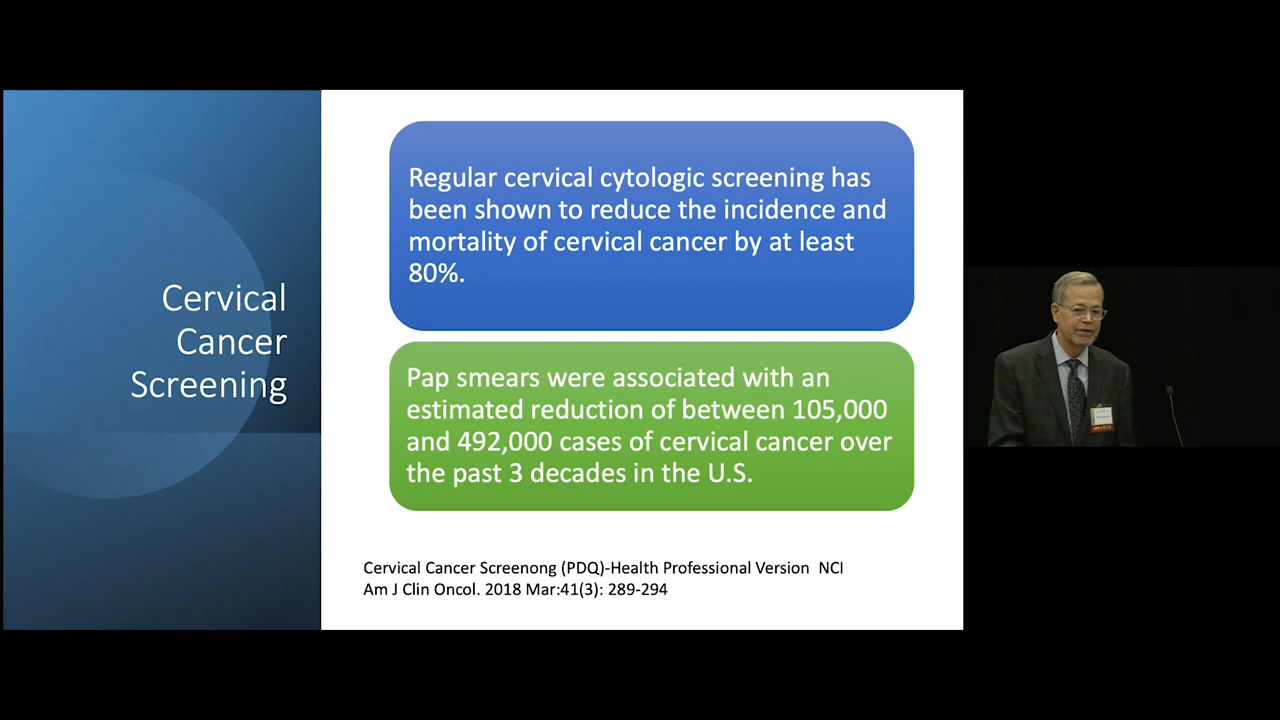 Cervical
Cancer
Screening
Regular cervical cytologic screening has
been shown to reduce the incidence and
mortality of cervical cancer by at least
80%.
Pap smears were associated with an
estimated reduction of between 105,000
and 492,000 cases of cervical cancer over
the past 3 decades in the U.S.
Cervical Cancer Screenong (PDQ)-Health Professional Version NCI
Am J Clin Oncol. 2018 Mar:41(3): 289-294
SPEAKER